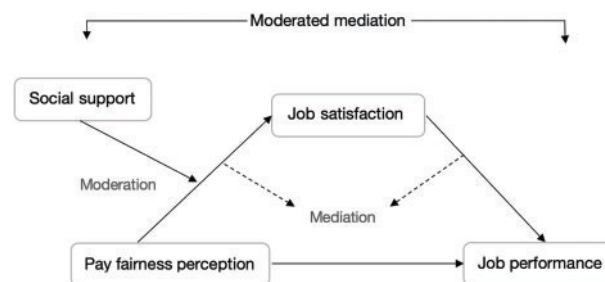 Moderated mediation
Social support
Job satisfaction
Moderation
Mediation
Pay fairness perception
Job performance